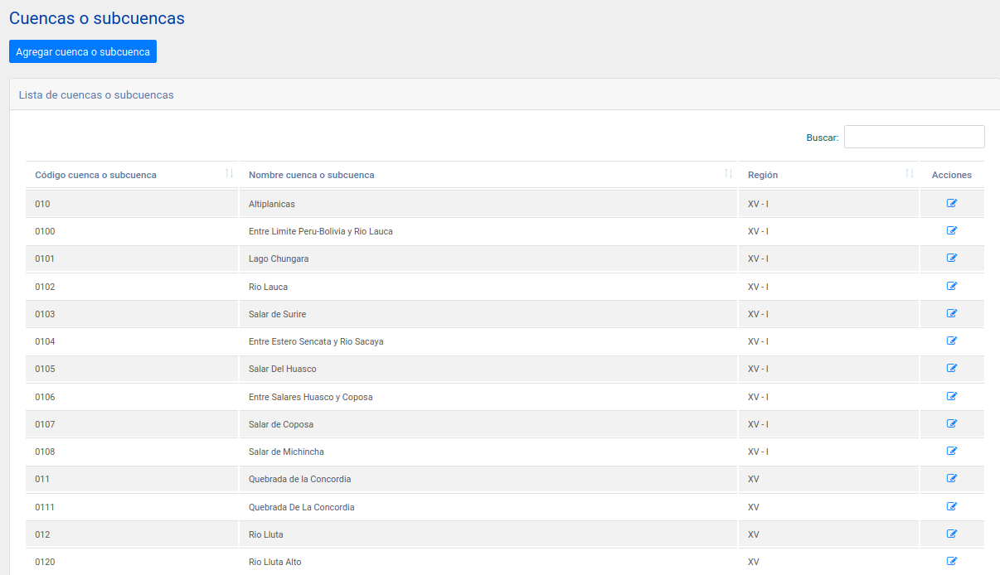 Cuencas o subcuencas
Agregar cuenca o subcuenca
Lista de cuencas o subcuencas
Buscar:
Código cuenca o subcuenca Nombre cuenca o subcuenca Región Acciones
010 Altiplanicas XV - I
0100 Entre Limite Peru-Bolivia y Rio Lauca XV - I
0101 Lago Chungara XV - I
0102 Rio Lauca XV - I
0103 Salar de Surire XV - I
0104 Entre Estero Sencata y Rio Sacaya XV - I
0105 Salar Del Huasco XV - I
0106 Entre Salares Huasco y Coposa XV - I
0107 Salar de Coposa XV - I
0108 Salar de Michincha XV - I
011 Quebrada de la Concordia XV
0111 Quebrada De La Concordia XV
012 Rio Lluta XV
0120 Rio Lluta Alto XV